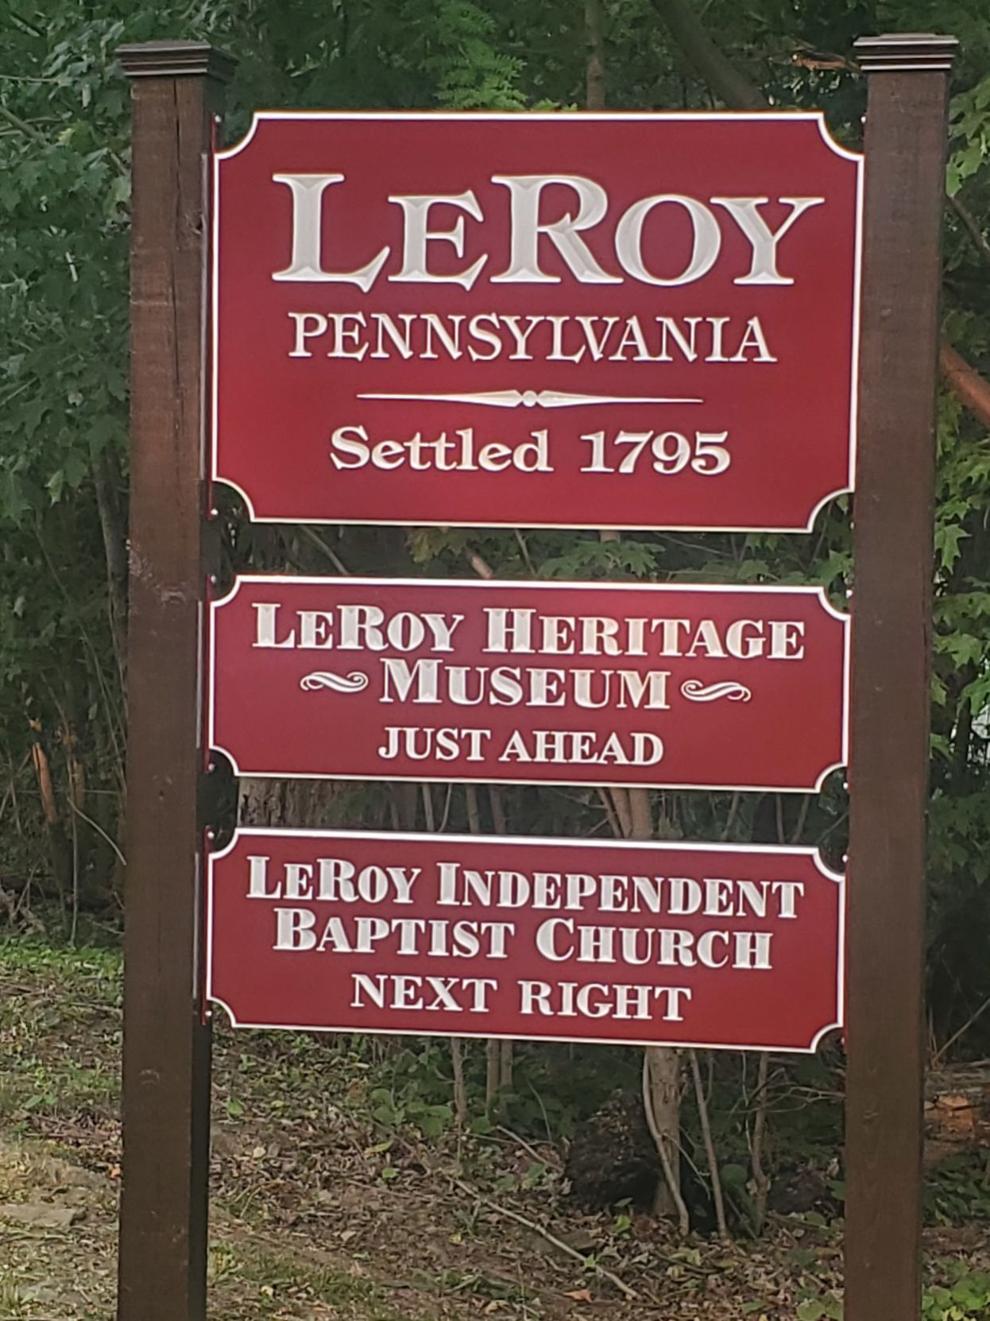 LEROY
PENNSYLVANIA
Settled 1795
LEROY HERITAGE
MUSEUM
JUST AHEAD
LEROY INDEPENDENT
BAPTIST CHURCH
NEXT RIGHT